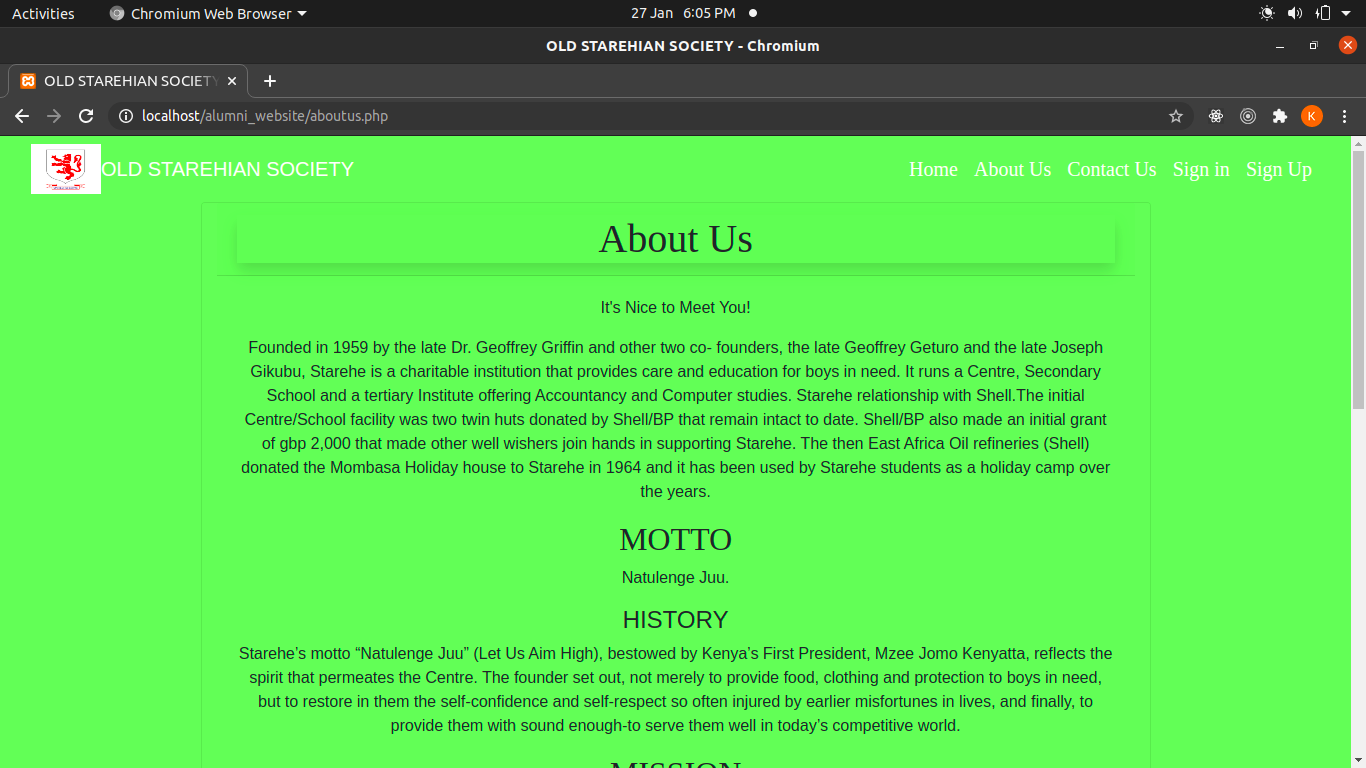 Activities
Chromium Web Browser
27 Jan 6:05 PM
OLD STAREHIAN SOCIETY - Chromium
OLD STAREHIAN SOCIETY
localhost/alumni_website/aboutus.php
K
OLD STAREHIAN SOCIETY
Home About Us Contact Us Sign in Sign Up
About Us
It's Nice to Meet You!
Founded in 1959 by the late Dr. Geoffrey Griffin and other two co- founders, the late Geoffrey Geturo and the late Joseph
Gikubu, Starehe is a charitable institution that provides care and education for boys in need. It runs a Centre, Secondary
School and a tertiary Institute offering Accountancy and Computer studies. Starehe relationship with Shell.The initial
Centre/School facility was two twin huts donated by Shell/BP that remain intact to date. Shell/BP also made an initial grant
of gbp 2,000 that made other well wishers join hands in supporting Starehe. The then East Africa Oil refineries (Shell)
donated the Mombasa Holiday house to Starehe in 1964 and it has been used by Starehe students as a holiday camp over
the years.
MOTTO
Natulenge Juu.
HISTORY
Starehe’s motto “Natulenge Juu” (Let Us Aim High), bestowed by Kenya’s First President, Mzee Jomo Kenyatta, reflects the
spirit that permeates the Centre. The founder set out, not merely to provide food, clothing and protection to boys in need,
but to restore in them the self-confidence and self-respect so often injured by earlier misfortunes in lives, and finally, to
provide them with sound enough-to serve them well in today’s competitive world.
MISSION